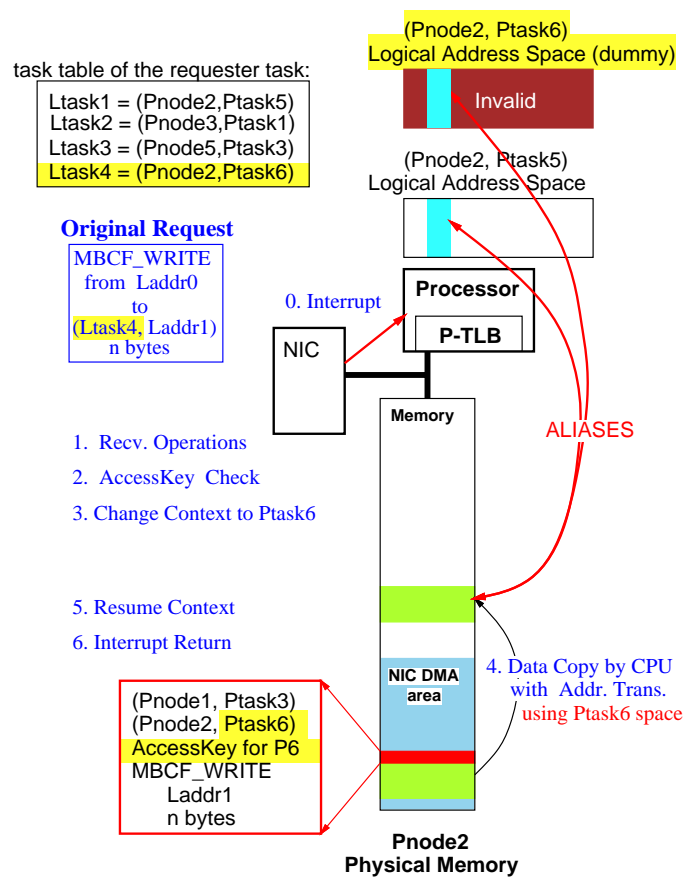 (Pnode2, Ptask6)
Logical Address Space (dummy)
Invalid
task table of the requester task:
Ltask1 = (Pnode2,Ptask5)
Ltask2 = (Pnode3,Ptask1)
Ltask3 = (Pnode5,Ptask3)
Ltask4 = (Pnode2,Ptask6)
(Pnode2, Ptask5)
Logical Address Space
Original Request
MBCF_WRITE
from Laddr0
to
(Ltask4, Laddr1)
n bytes
0. Interrupt
Processor
P-TLB
NIC
Memory
ALIASES
1. Recv. Operations
2. AccessKey Check
3. Change Context to Ptask6
5. Resume Context
6. Interrupt Return
NIC DMA
area
4. Data Copy by CPU
with Addr. Trans.
using Ptask6 space
(Pnode1, Ptask3)
(Pnode2, Ptask6)
AccessKey for P6
MBCF_WRITE
Laddr1
n bytes
Pnode2
Physical Memory